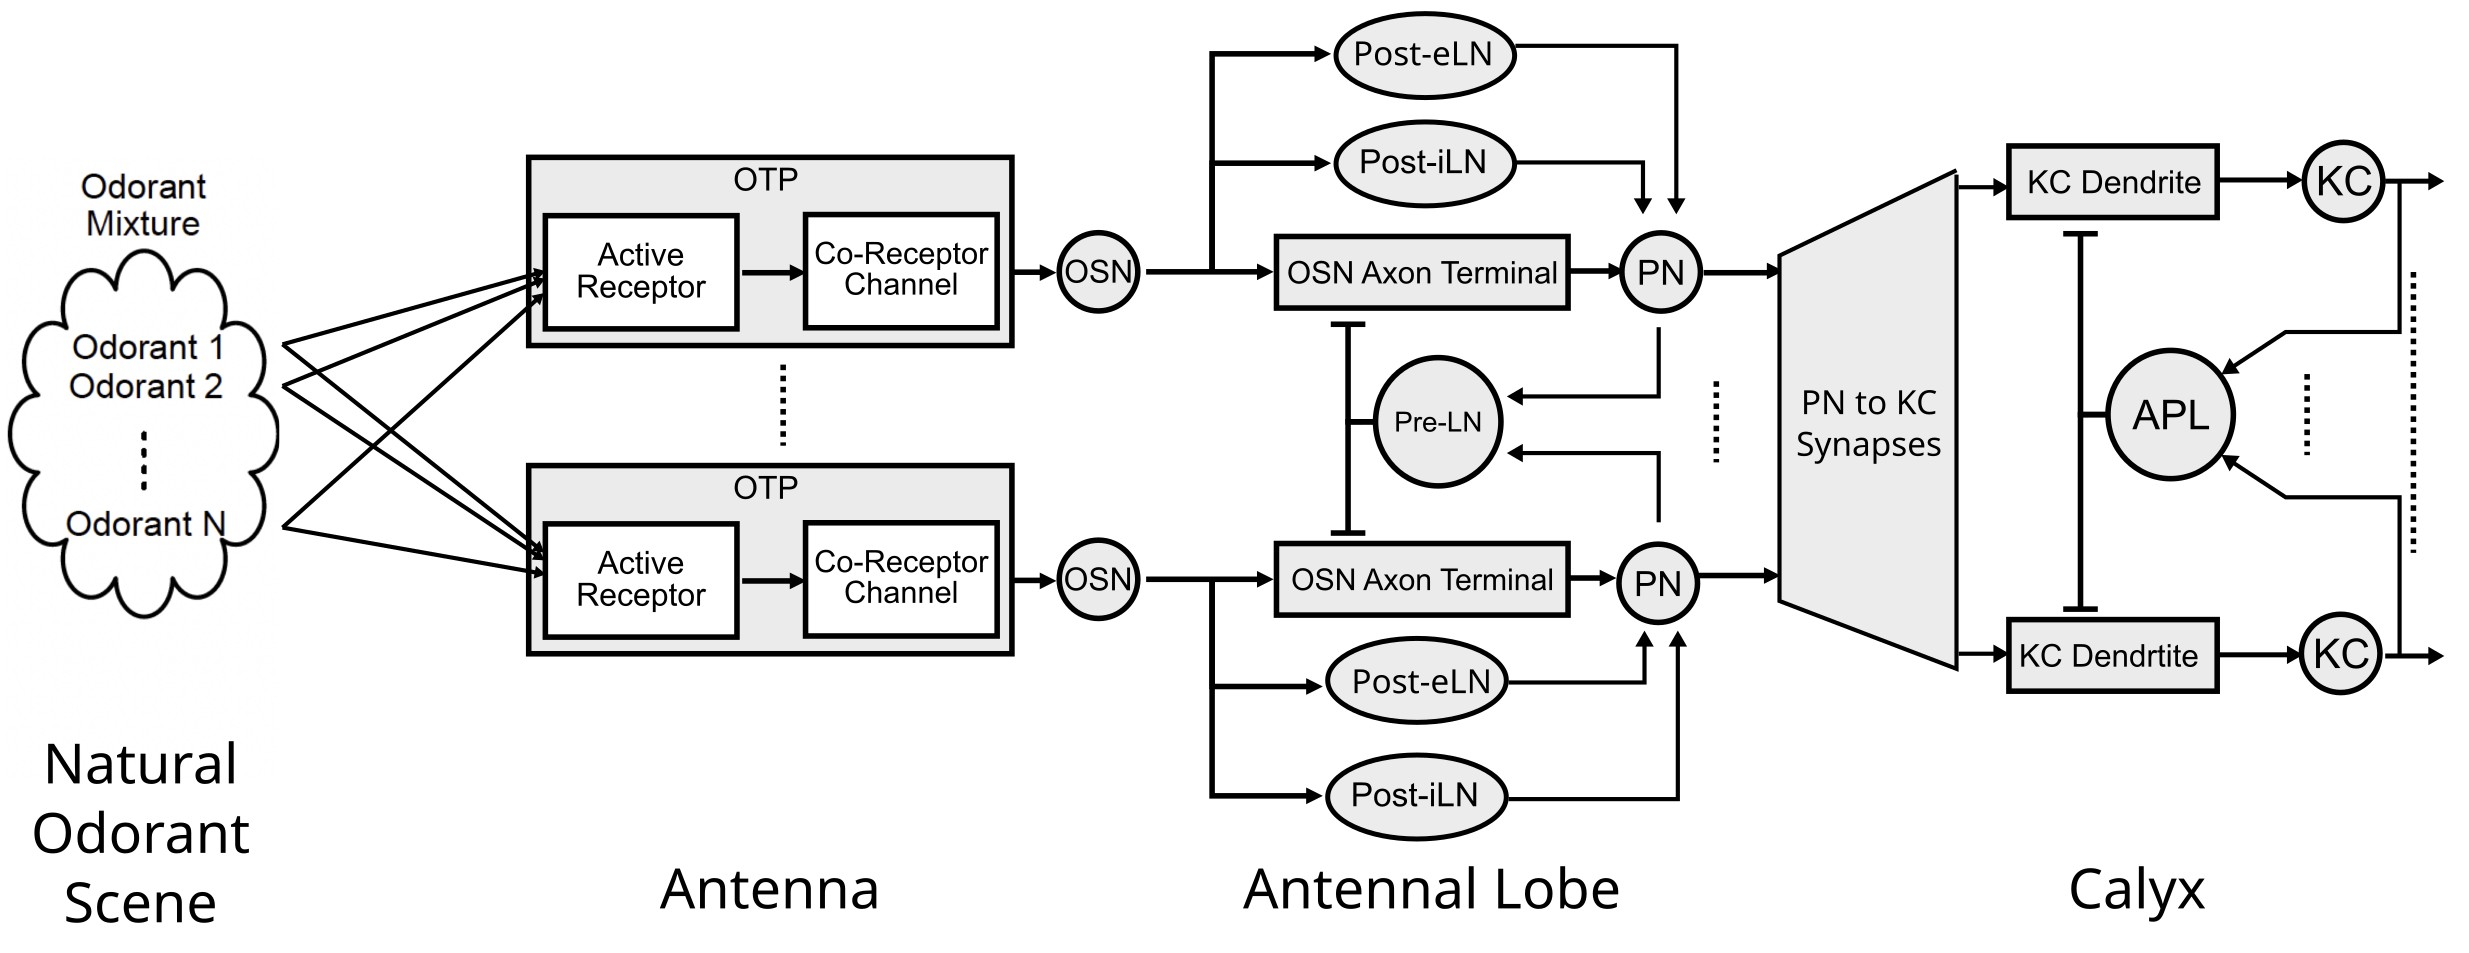 Odorant
Mixture
Odorant 1
Odorant 2
Odorant N
Natural
Odorant
Scene
OTP
Active
Receptor
Co-Receptor
Channel
OSN
OTP
Active
Receptor
Co-Receptor
Channel
OSN
Antenna
Post-eLN
Post-iLN
OSN Axon Terminal
PN
Pre-LN
OSN Axon Terminal
PN
Post-eLN
Post-iLN
Antennal Lobe
PN to KC
Synapses
KC Dendrite
KC
APL
KC Dendrtite
KC
Calyx